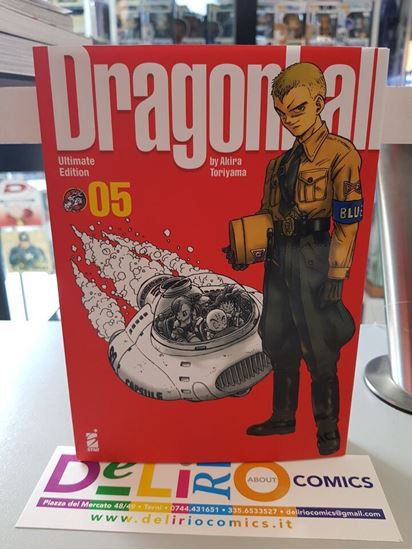 Dragonball
Ultimate
Edition
by Akira
Toriyama
05
BLUE
CAPSULE
STAR
DELIRIO
ABOUT
COMICS
Piazza del Mercato 48/49 • Terni • 0744.431651 • 335.6533527 • deliriocomics@gmail.com
www.deliriocomics.it